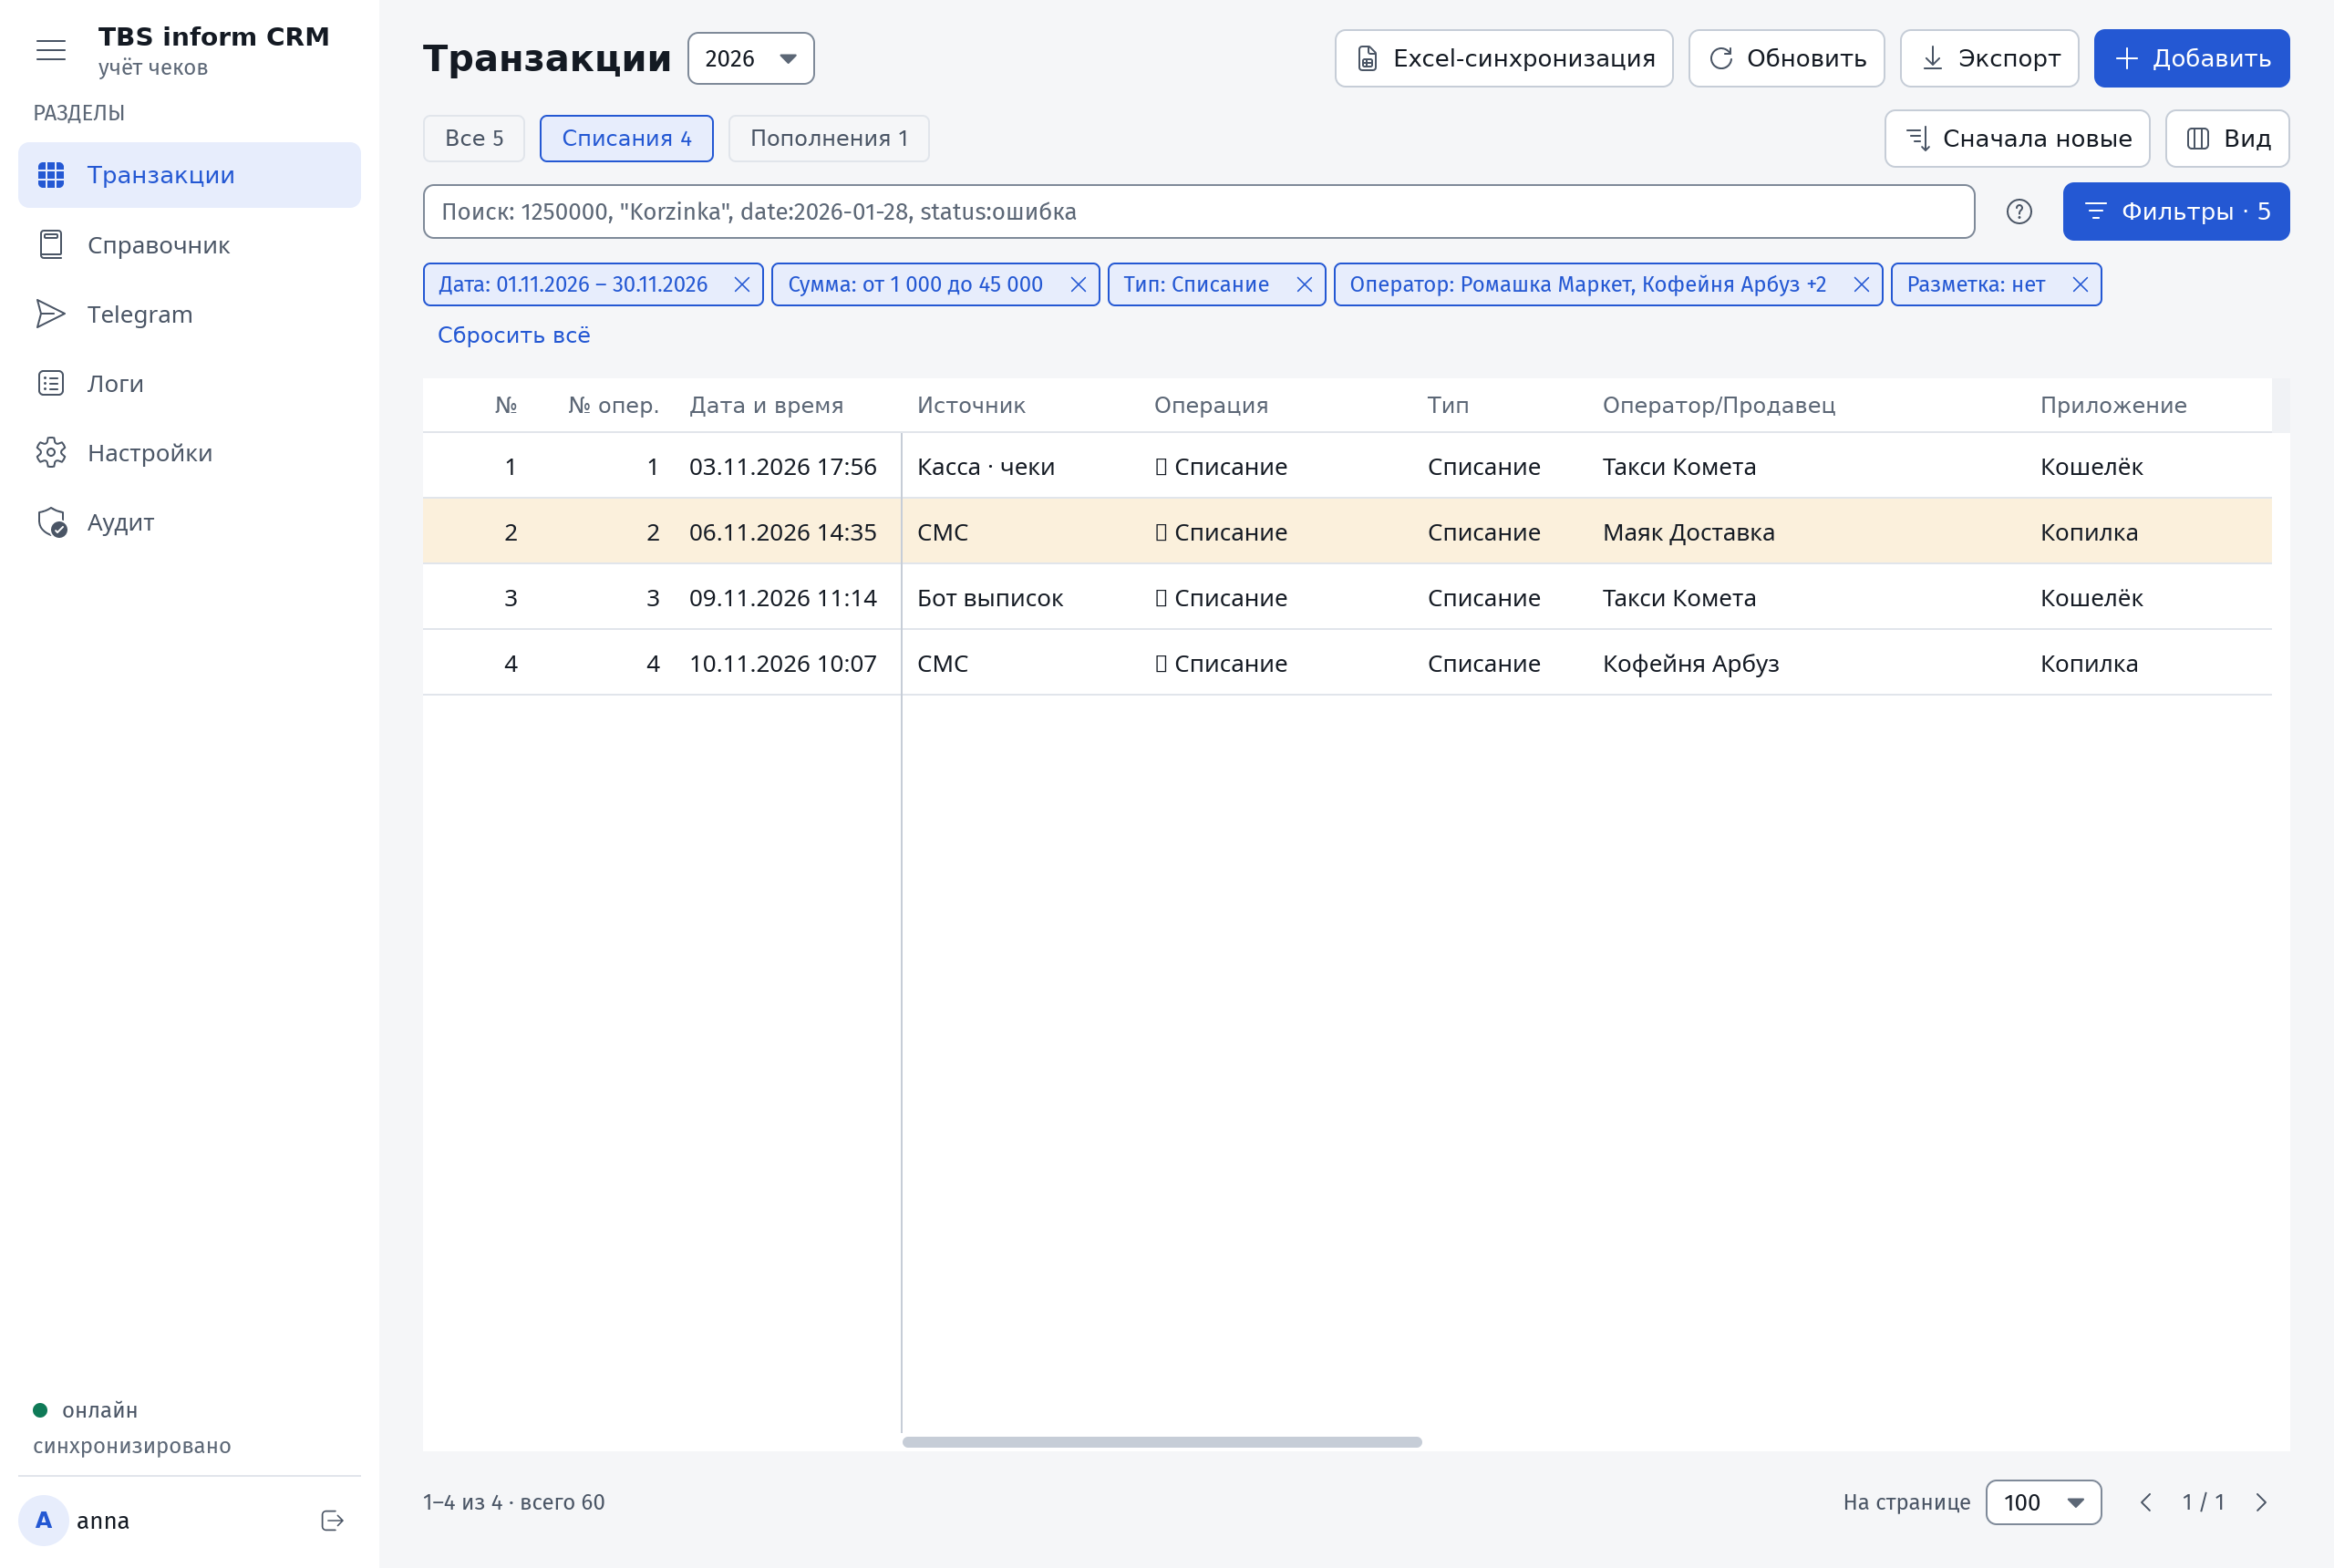 TBS inform CRM
учёт чеков
РАЗДЕЛЫ
Транзакции
Справочник
Telegram
Логи
Настройки
Аудит
онлайн
синхронизировано
A anna
Транзакции 2026 Excel-синхронизация Обновить Экспорт Добавить
Все 5 Списания 4 Пополнения 1 Сначала новые Вид
Поиск: 1250000, "Korzinka", date:2026-01-28, status:ошибка Фильтры · 5
Дата: 01.11.2026 – 30.11.2026 Сумма: от 1 000 до 45 000 Тип: Списание Оператор: Ромашка Маркет, Кофейня Арбуз +2 Разметка: нет
Сбросить всё
№ № опер. Дата и время Источник Операция Тип Оператор/Продавец Приложение
1 1 03.11.2026 17:56 Касса · чеки Списание Списание Такси Комета Кошелёк
2 2 06.11.2026 14:35 СМС Списание Списание Маяк Доставка Копилка
3 3 09.11.2026 11:14 Бот выписок Списание Списание Такси Комета Кошелёк
4 4 10.11.2026 10:07 СМС Списание Списание Кофейня Арбуз Копилка
1–4 из 4 · всего 60 На странице 100 1 / 1